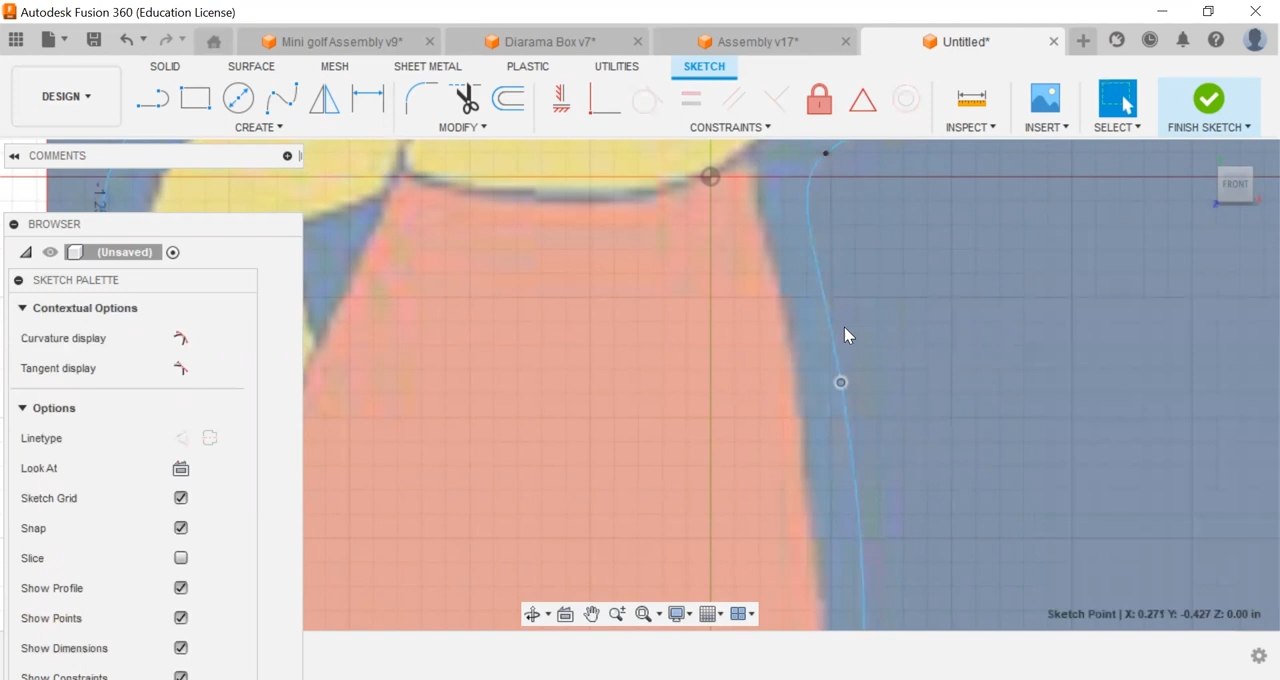 Autodesk Fusion 360 (Education License)
Mini golf Assembly v9*
Diarama Box v7*
Assembly v17*
Untitled*
DESIGN
SOLID
SURFACE
MESH
SHEET METAL
PLASTIC
UTILITIES
SKETCH
CREATE
MODIFY
CONSTRAINTS
INSPECT
INSERT
SELECT
FINISH SKETCH
COMMENTS
FRONT
BROWSER
(Unsaved)
SKETCH PALETTE
Contextual Options
Curvature display
Tangent display
Options
Linetype
Look At
Sketch Grid
Snap
Slice
Show Profile
Show Points
Show Dimensions
Show Constraints
Sketch Point | X: 0.271 Y: -0.427 Z: 0.00 in